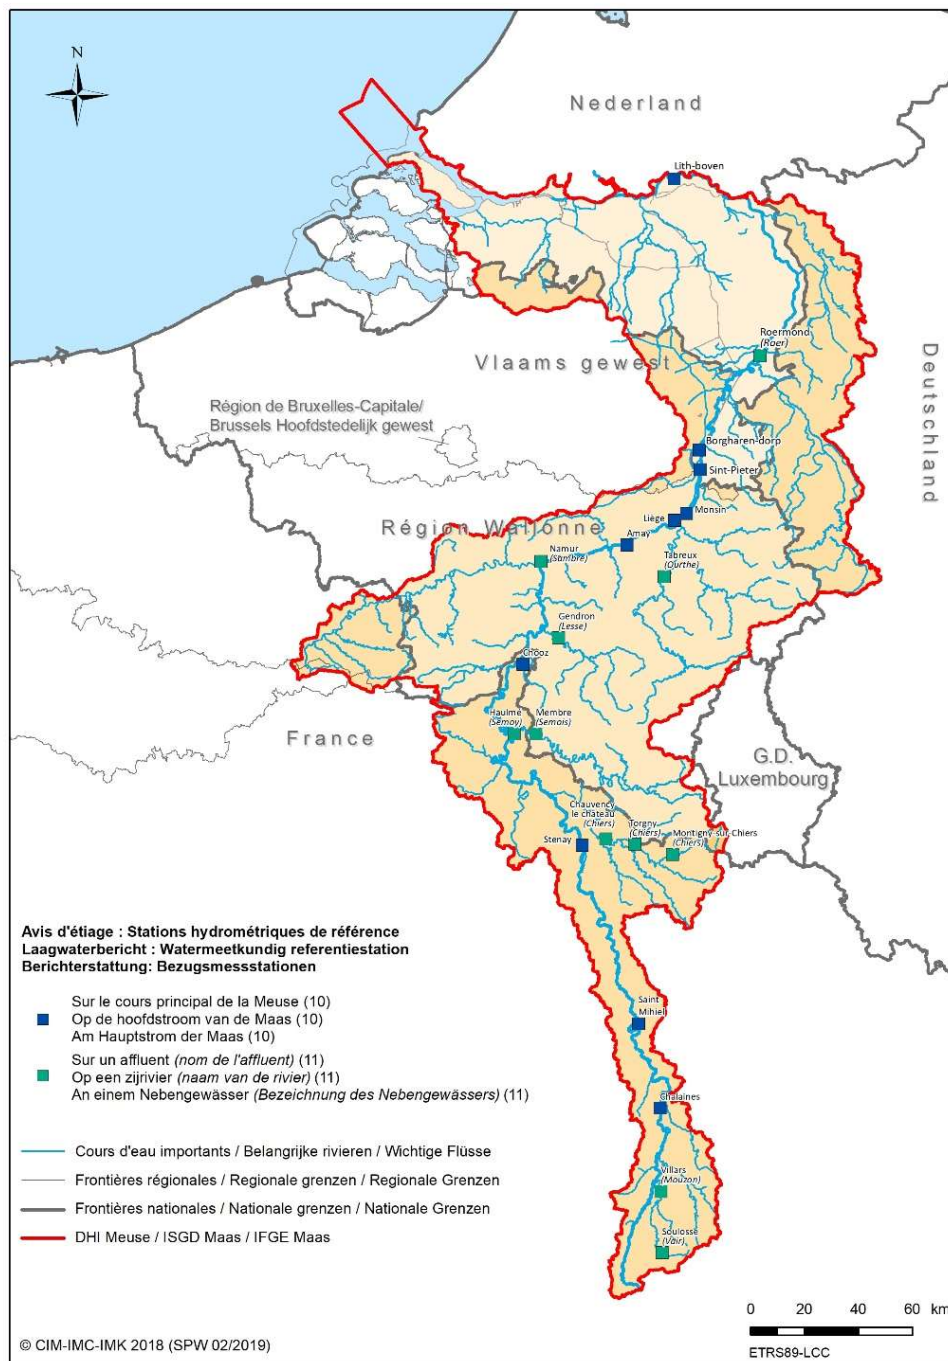 N
Nederland
Lith-boven
Roermond
(Roer)
Deutschland
Vlaams gewest
Région de Bruxelles-Capitale/
Brussels Hoofdstedelijk gewest
Borgharen-dorp
Sint-Pieter
Monsin
Liège
Région Wallonne
Amay
Namur
(Sambre)
Tabreux
(Ourthe)
Gendron
(Lesse)
Chooz
Haulmé
(Semoy)
Membre
(Semois)
France
G.D.
Luxembourg
Chauvency
le château
(Chiers)
Torgny
(Chiers)
Montigny-sur-Chiers
(Chiers)
Stenay
Avis d'étiage : Stations hydrométriques de référence
Laagwaterbericht : Watermeetkundig referentiestation
Berichterstattung: Bezugsmessstationen
Sur le cours principal de la Meuse (10)
Op de hoofdstroom van de Maas (10)
Am Hauptstrom der Maas (10)
Sur un affluent (nom de l'affluent) (11)
Op een zijrivier (naam van de rivier) (11)
An einem Nebengewässer (Bezeichnung des Nebengewässers) (11)
Saint
Mihiel
Chalaines
Cours d'eau importants / Belangrijke rivieren / Wichtige Flüsse
Frontières régionales / Regionale grenzen / Regionale Grenzen
Frontières nationales / Nationale grenzen / Nationale Grenzen
DHI Meuse / ISGD Maas / IFGE Maas
Villars
(Mouzon)
Soulosse
(Vair)
0 20 40 60 km
ETRS89-LCC
© CIM-IMC-IMK 2018 (SPW 02/2019)